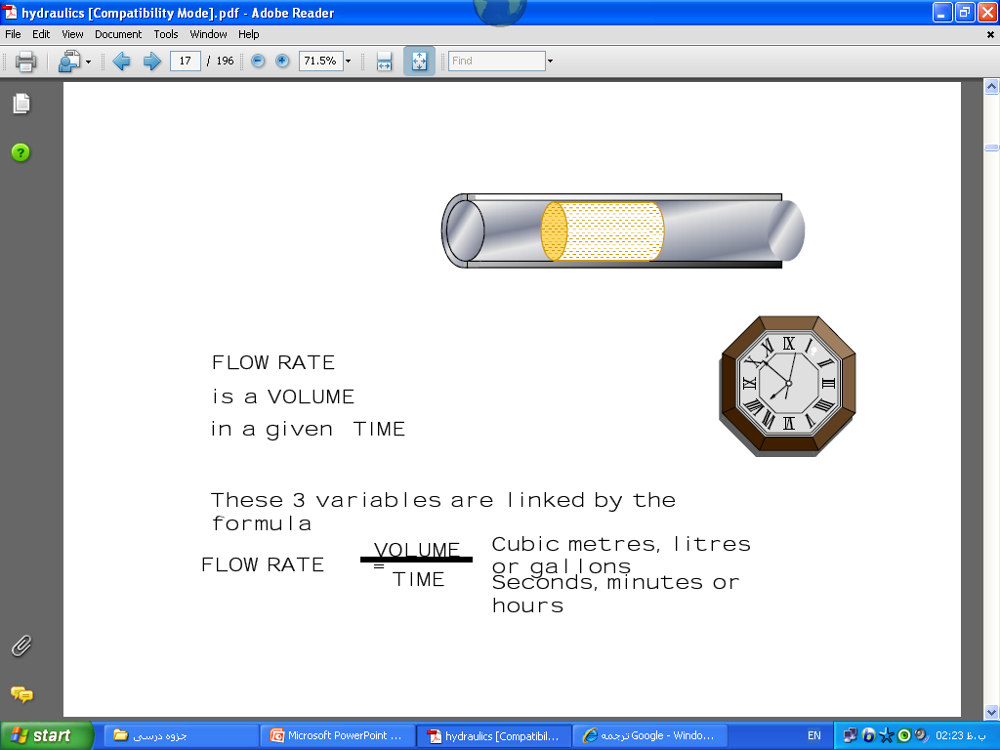 hydraulics [Compatibility Mode].pdf - Adobe Reader
File Edit View Document Tools Window Help
17 / 196 71.5% Find
FLOW RATE
is a VOLUME
in a given TIME
These 3 variables are linked by the
formula
FLOW RATE
=
VOLUME
TIME
Cubic metres, litres
or gallons
Seconds, minutes or
hours
start جزوه درسی Microsoft PowerPoint ... hydraulics [Compatibil... ترجمه Google - Windo... EN 02:23 ب.ظ